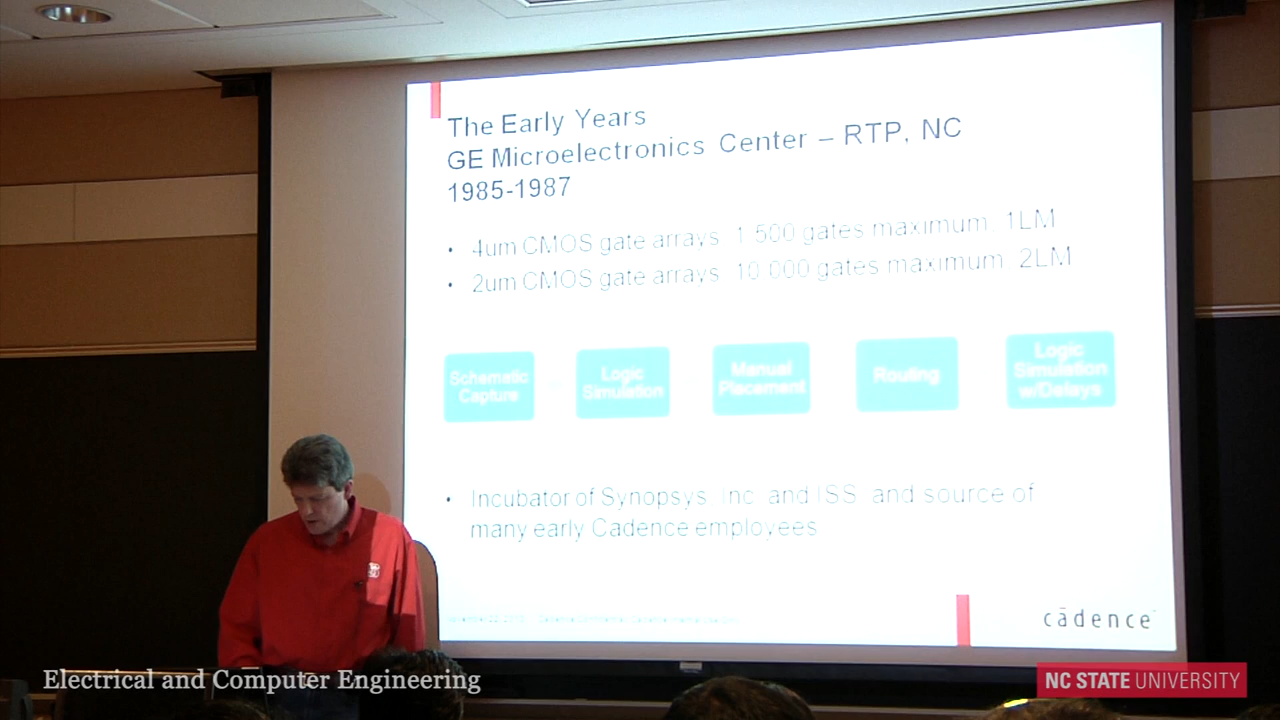 The Early Years
GE Microelectronics Center – RTP, NC
1985-1987
• 4um CMOS gate arrays, 1,500 gates maximum, 1LM
• 2um CMOS gate arrays, 10,000 gates maximum, 2LM
Schematic
Capture
Logic
Simulation
Manual
Placement
Routing
Logic
Simulation
w/Delays
• Incubator of Synopsys, Inc and ISS, and source of
many early Cadence employees
cādence
Electrical and Computer Engineering
NC STATE UNIVERSITY